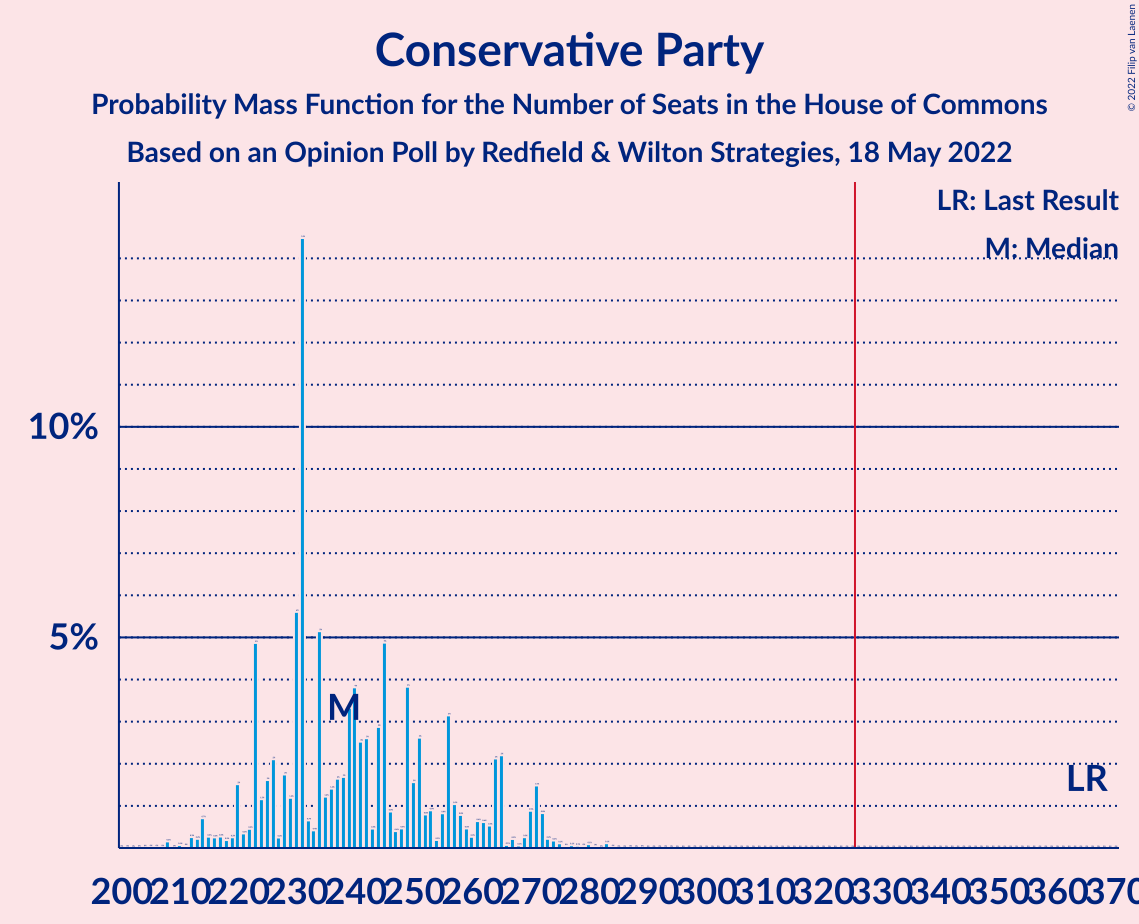 Conservative Party
Probability Mass Function for the Number of Seats in the House of Commons
Based on an Opinion Poll by Redfield & Wilton Strategies, 18 May 2022
© 2022 Filip van Laenen
LR: Last Result
M: Median
10%
5%
M
LR
200 210 220 230 240 250 260 270 280 290 300 310 320 330 340 350 360 370